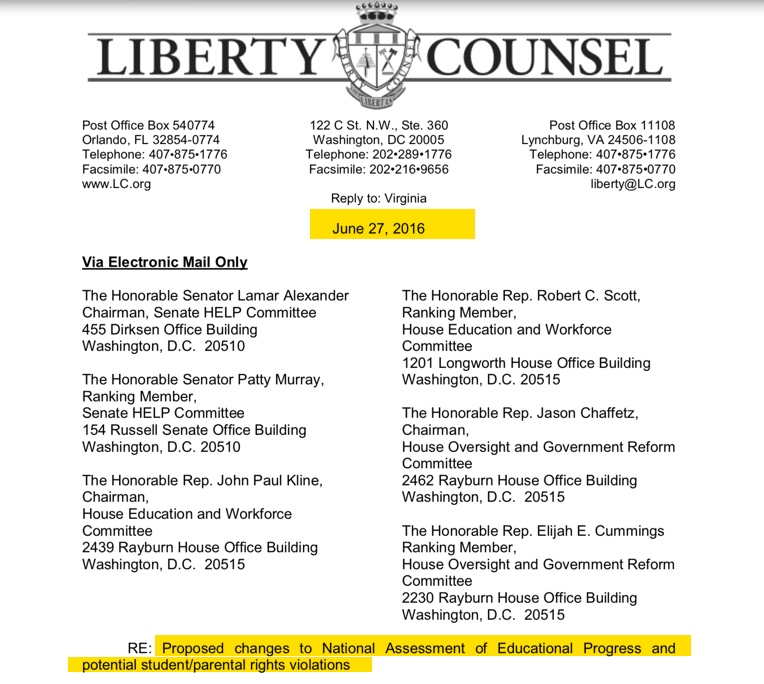 LIBERTY COUNSEL
LIBERTY COUNSEL
LIBERTAS
Post Office Box 540774
Orlando, FL 32854-0774
Telephone: 407•875•1776
Facsimile: 407•875•0770
www.LC.org
122 C St. N.W., Ste. 360
Washington, DC 20005
Telephone: 202•289•1776
Facsimile: 202•216•9656
Post Office Box 11108
Lynchburg, VA 24506-1108
Telephone: 407•875•1776
Facsimile: 407•875•0770
liberty@LC.org
Reply to: Virginia
June 27, 2016
Via Electronic Mail Only
The Honorable Senator Lamar Alexander
Chairman, Senate HELP Committee
455 Dirksen Office Building
Washington, D.C. 20510
The Honorable Senator Patty Murray,
Ranking Member,
Senate HELP Committee
154 Russell Senate Office Building
Washington, D.C. 20510
The Honorable Rep. John Paul Kline,
Chairman,
House Education and Workforce
Committee
2439 Rayburn House Office Building
Washington, D.C. 20515
The Honorable Rep. Robert C. Scott,
Ranking Member,
House Education and Workforce
Committee
1201 Longworth House Office Building
Washington, D.C. 20515
The Honorable Rep. Jason Chaffetz,
Chairman,
House Oversight and Government Reform
Committee
2462 Rayburn House Office Building
Washington, D.C. 20515
The Honorable Rep. Elijah E. Cummings
Ranking Member,
House Oversight and Government Reform
Committee
2230 Rayburn House Office Building
Washington, D.C. 20515
RE: Proposed changes to National Assessment of Educational Progress and
potential student/parental rights violations